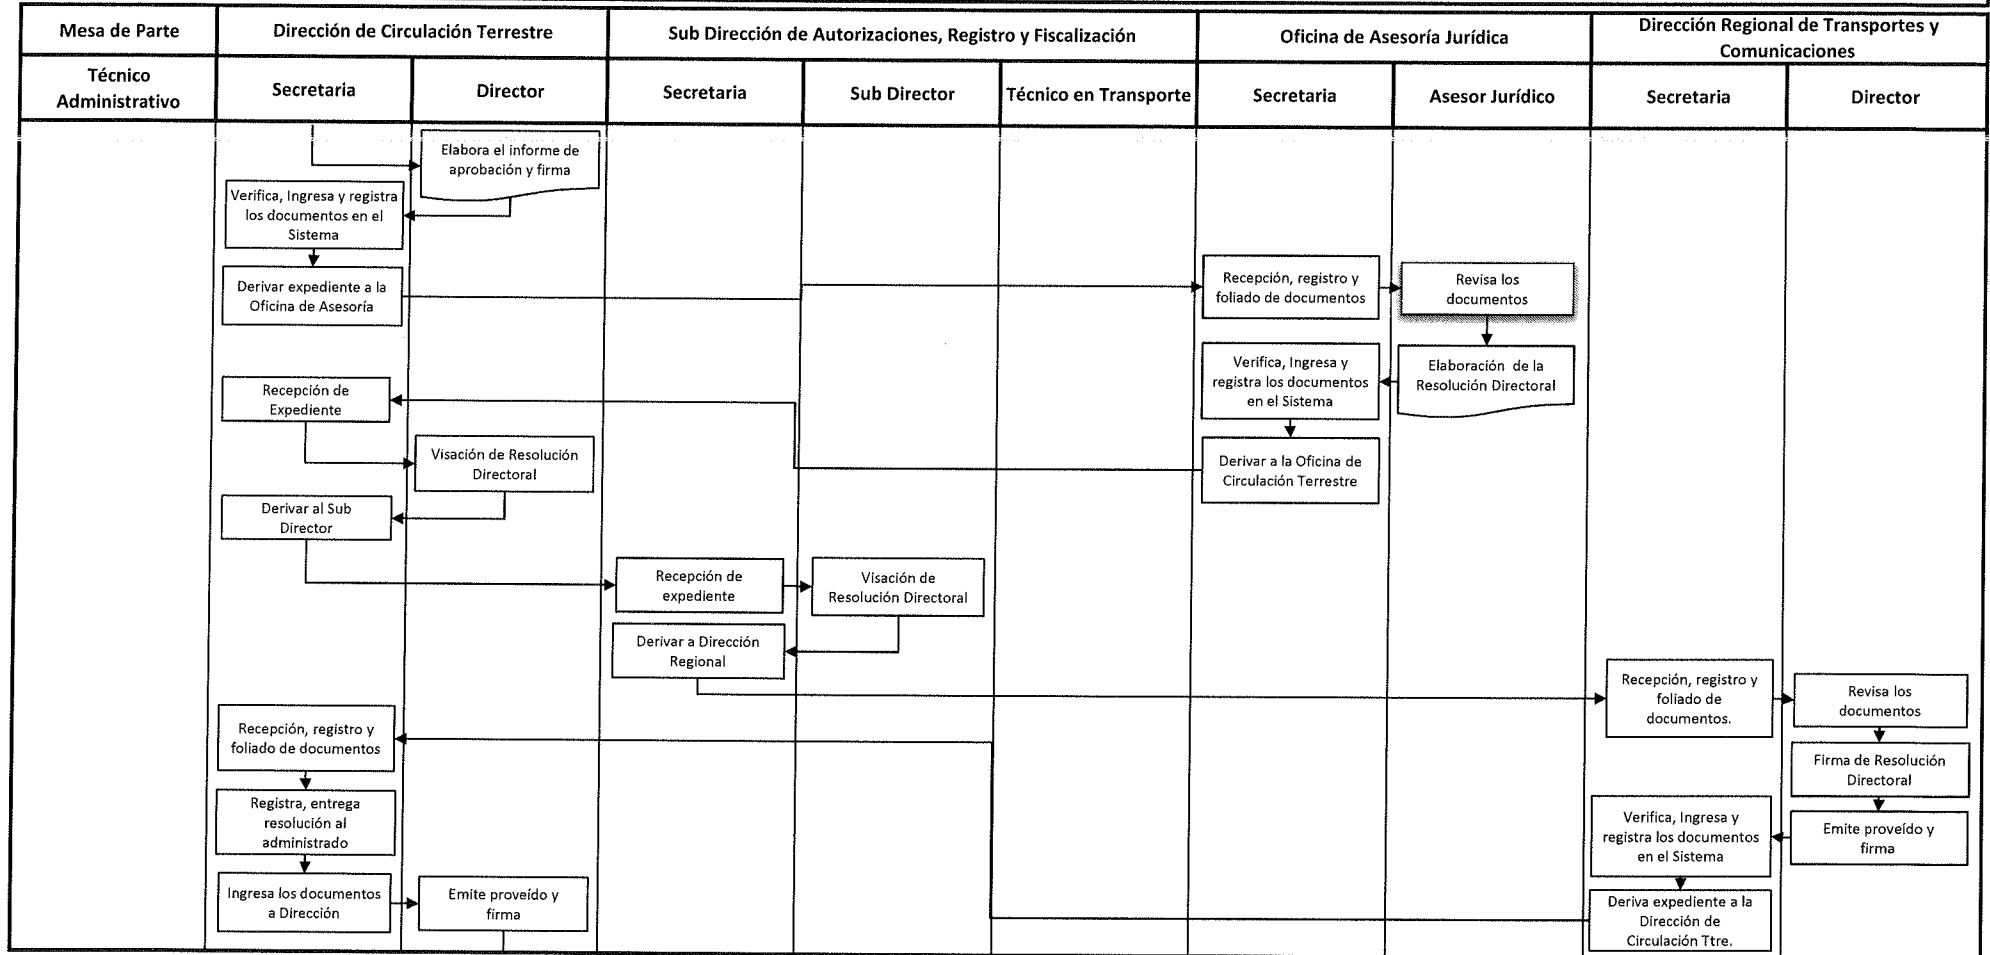 Mesa de Parte
Dirección de Circulación Terrestre
Sub Dirección de Autorizaciones, Registro y Fiscalización
Oficina de Asesoría Jurídica
Dirección Regional de Transportes y
Comunicaciones
Técnico
Administrativo
Secretaria
Director
Secretaria
Sub Director
Técnico en Transporte
Secretaria
Asesor Jurídico
Secretaria
Director
Elabora el informe de
aprobación y firma
Verifica, Ingresa y registra
los documentos en el
Sistema
Derivar expediente a la
Oficina de Asesoría
Recepción, registro y
foliado de documentos
Revisa los
documentos
Elaboración de la
Resolución Directoral
Verifica, Ingresa y
registra los documentos
en el Sistema
Derivar a la Oficina de
Circulación Terrestre
Recepción de
Expediente
Visación de Resolución
Directoral
Derivar al Sub
Director
Recepción de
expediente
Visación de
Resolución Directoral
Derivar a Dirección
Regional
Recepción, registro y
foliado de
documentos.
Revisa los
documentos
Firma de Resolución
Directoral
Emite proveído y
firma
Verifica, Ingresa y
registra los documentos
en el Sistema
Deriva expediente a la
Dirección de
Circulación Ttre.
Recepción, registro y
foliado de documentos
Registra, entrega
resolución al
administrado
Ingresa los documentos
a Dirección
Emite proveído y
firma